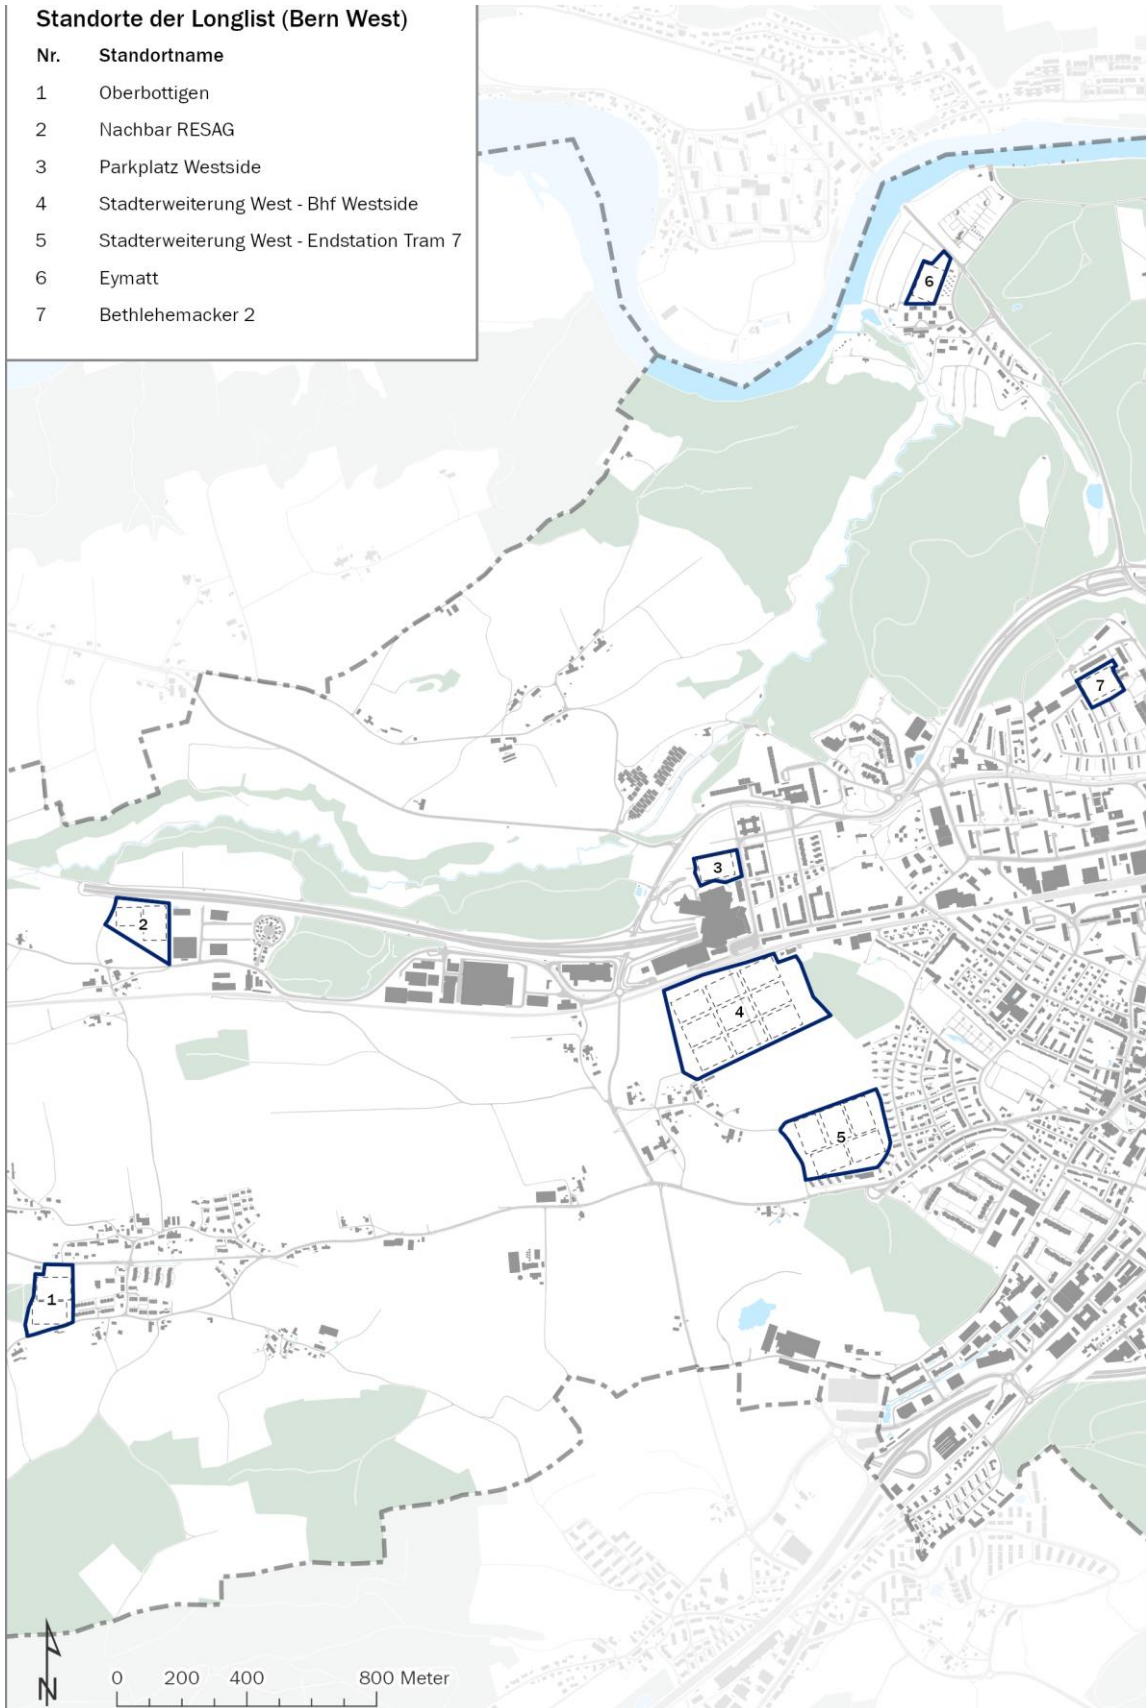 Standorte der Longlist (Bern West)
Nr. Standortname
1 Oberbottigen
2 Nachbar RESAG
3 Parkplatz Westside
4 Stadterweiterung West - Bhf Westside
5 Stadterweiterung West - Endstation Tram 7
6 Eymatt
7 Bethlehemacker 2
6
7
3
2
4
5
1
N
0 200 400 800 Meter